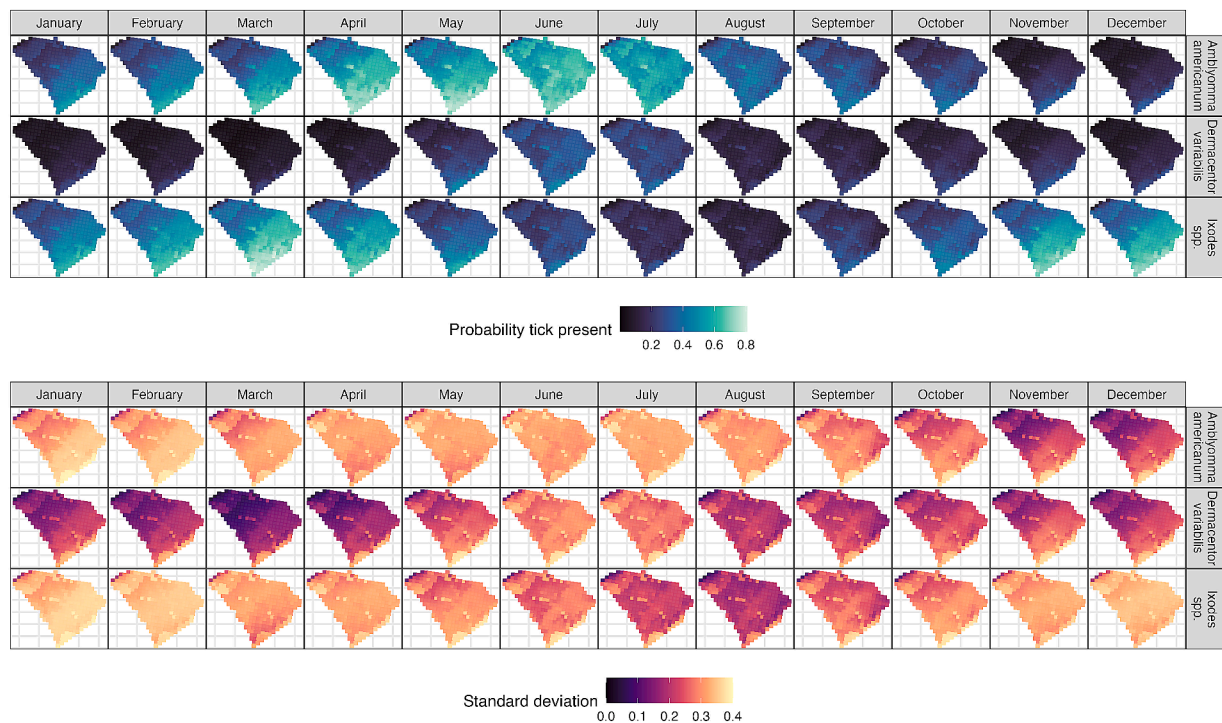 January February March April May June July August September October November December
Amblyomma
americanum
Dermacentor
variabilis
Ixodes
spp.
Probability tick present
0.2 0.4 0.6 0.8
January February March April May June July August September October November December
Amblyomma
americanum
Dermacentor
variabilis
Ixodes
spp.
Standard deviation
0.0 0.1 0.2 0.3 0.4